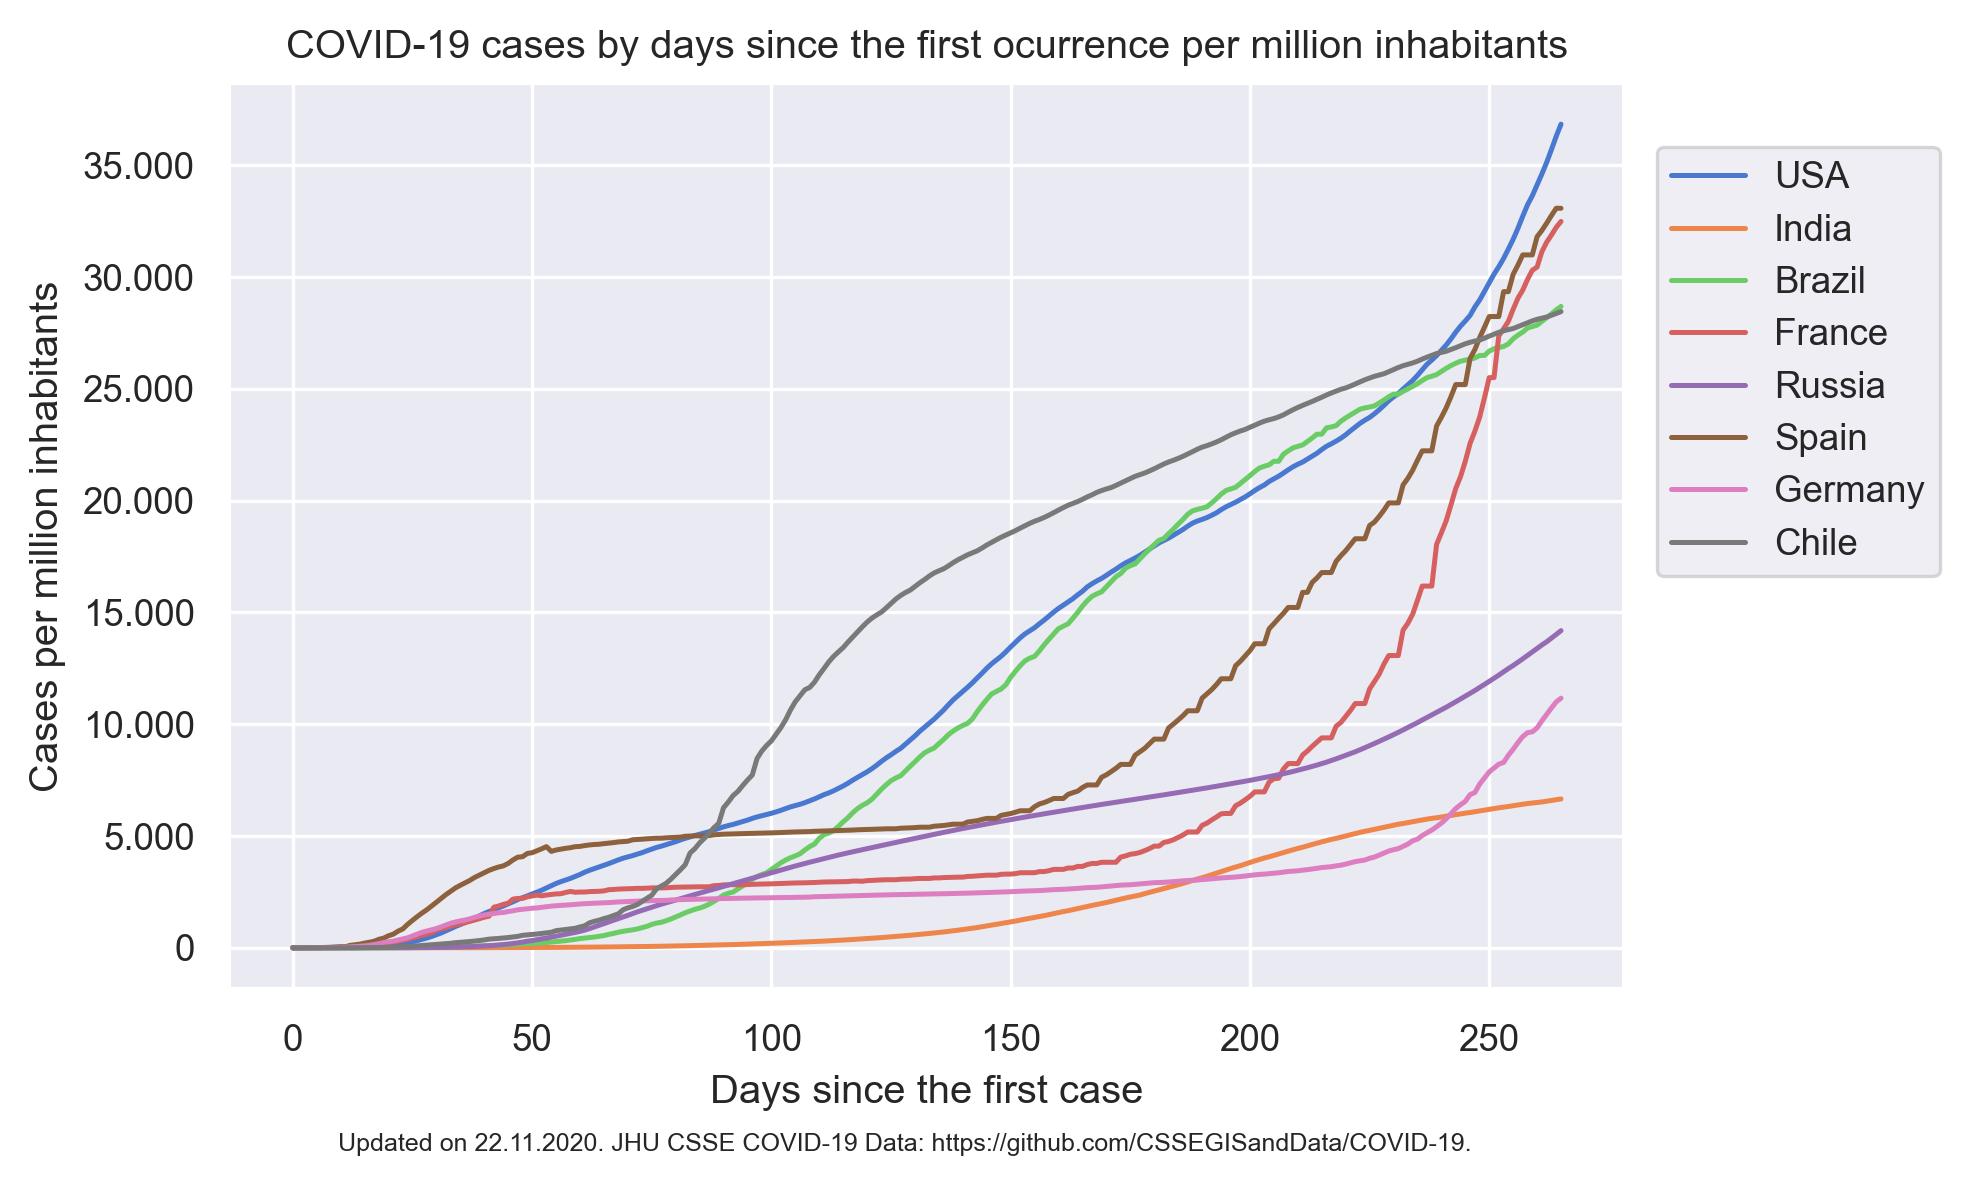 COVID-19 cases by days since the first ocurrence per million inhabitants
Cases per million inhabitants
35.000
30.000
25.000
20.000
15.000
10.000
5.000
0
0 50 100 150 200 250
Days since the first case
USA
India
Brazil
France
Russia
Spain
Germany
Chile
Updated on 22.11.2020. JHU CSSE COVID-19 Data: https://github.com/CSSEGISandData/COVID-19.